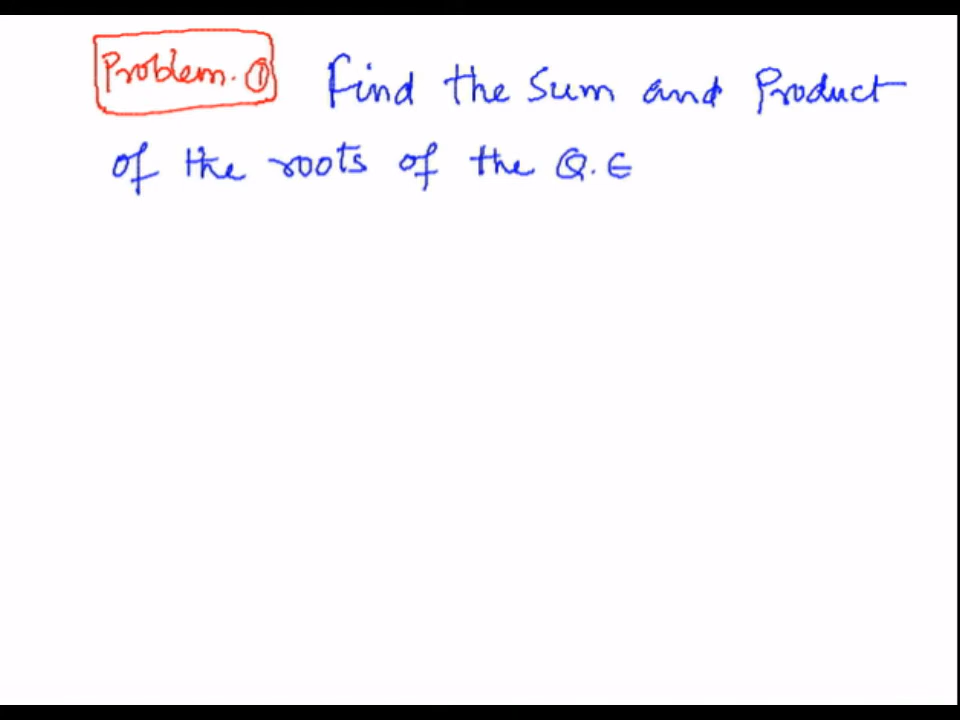 Problem. ① Find the Sum and Product
of the roots of the Q.E